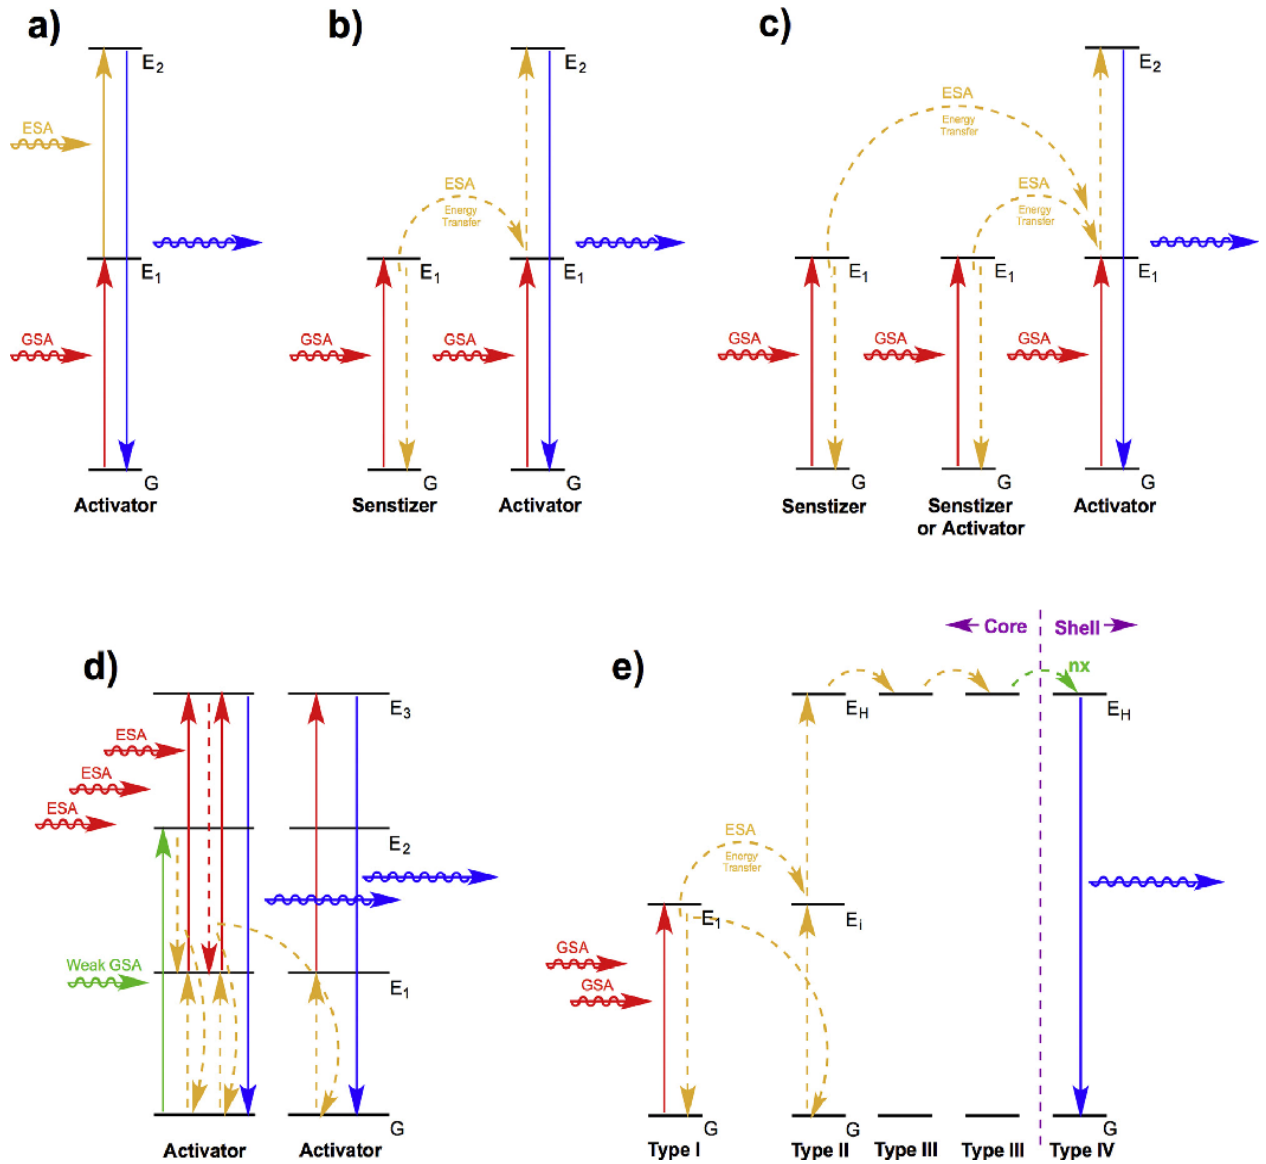 a)
E2
ESA
E1
GSA
G
Activator
b)
E2
ESA
Energy
Transfer
E1
E1
GSA
GSA
G
G
Senstizer
Activator
c)
E2
ESA
Energy
Transfer
ESA
Energy
Transfer
E1
E1
E1
GSA
GSA
GSA
G
G
G
Senstizer
Senstizer
or Activator
Activator
d)
E3
ESA
ESA
ESA
E2
Weak GSA
E1
G
Activator
Activator
e)
Core
Shell
nx
EH
EH
ESA
Energy
Transfer
E1
Ei
GSA
GSA
G
G
G
Type I
Type II
Type III
Type III
Type IV